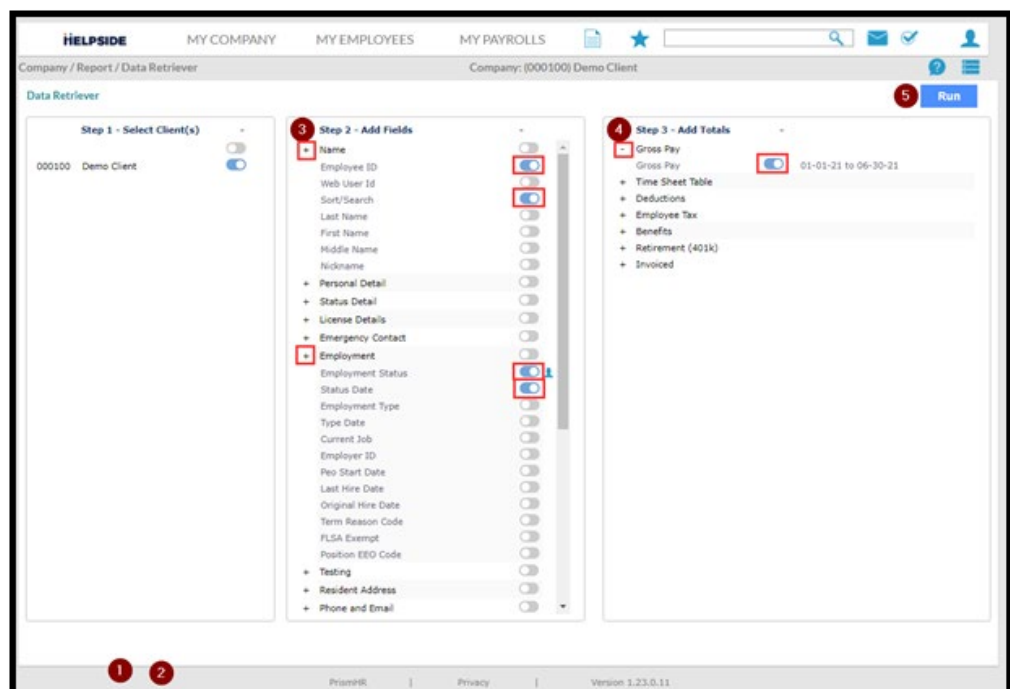 HELPSIDE MY COMPANY MY EMPLOYEES MY PAYROLLS
Company / Report / Data Retriever Company: (000100) Demo Client ?
Data Retriever 5 Run
Step 1 - Select Client(s) -
000100 Demo Client
3 Step 2 - Add Fields -
+ Name
Employee ID
Web User Id
Sort/Search
Last Name
First Name
Middle Name
Nickname
+ Personal Detail
+ Status Detail
+ License Details
+ Emergency Contact
+ Employment
Employment Status
Status Date
Employment Type
Type Date
Current Job
Employer ID
Peo Start Date
Last Hire Date
Original Hire Date
Term Reason Code
FLSA Exempt
Position EEO Code
+ Testing
+ Resident Address
+ Phone and Email
4 Step 3 - Add Totals -
- Gross Pay
Gross Pay 01-01-21 to 06-30-21
+ Time Sheet Table
+ Deductions
+ Employee Tax
+ Benefits
+ Retirement (401k)
+ Invoiced
1 2
PrismHR | Privacy | Version 1.23.0.11